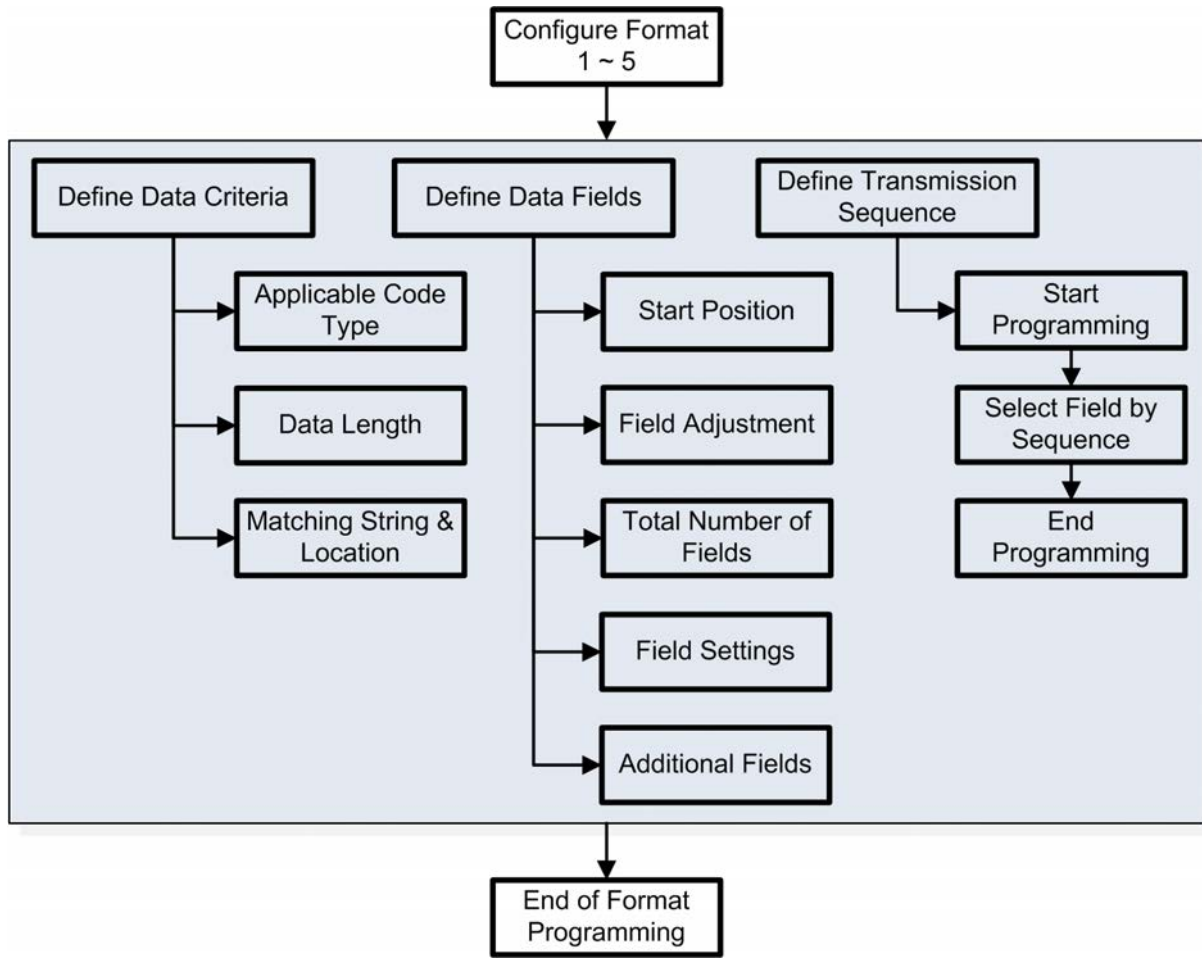 Configure Format
1 ~ 5
Define Data Criteria
Applicable Code
Type
Data Length
Matching String &
Location
Define Data Fields
Start Position
Field Adjustment
Total Number of
Fields
Field Settings
Additional Fields
Define Transmission
Sequence
Start
Programming
Select Field by
Sequence
End
Programming
End of Format
Programming